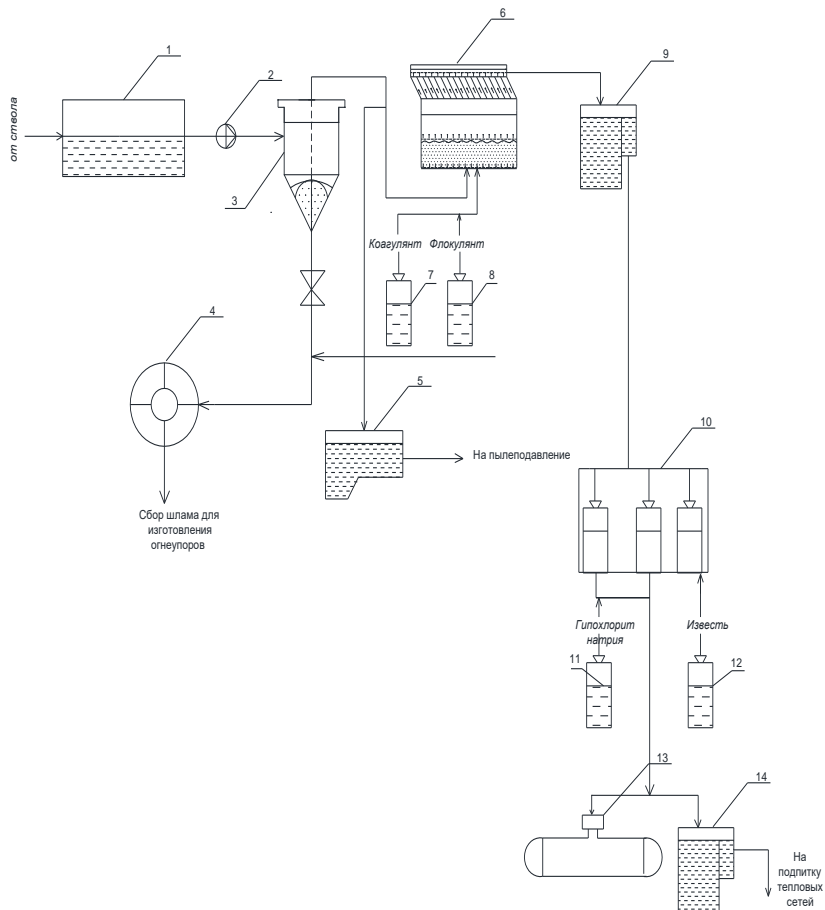 6
1
2
9
от ствола
3
Коагулянт Флокулянт
7
8
4
5
10
На пылеподавление
Сбор шлама для
изготовления
огнеупоров
Гипохлорит
натрия
Известь
11
12
13
14
На
подпитку
тепловых
сетей